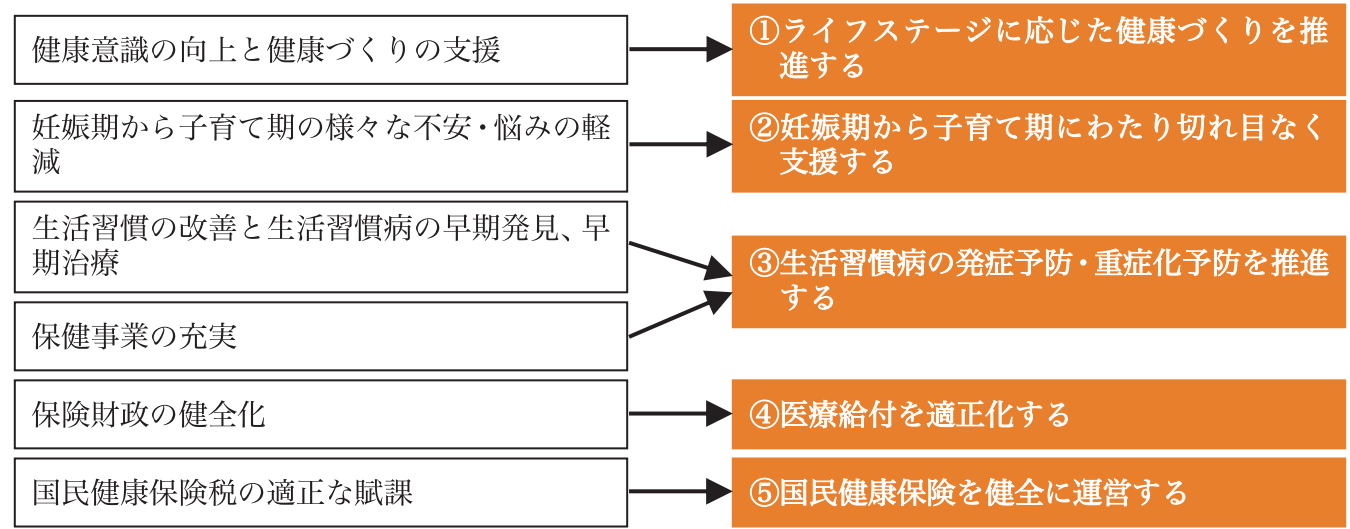 健康意識の向上と健康づくりの支援
①ライフステージに応じた健康づくりを推
進する
妊娠期から子育て期の様々な不安・悩みの軽
減
②妊娠期から子育て期にわたり切れ目なく
支援する
生活習慣の改善と生活習慣病の早期発見、早
期治療
保健事業の充実
③生活習慣病の発症予防・重症化予防を推進
する
保険財政の健全化
④医療給付を適正化する
国民健康保険税の適正な賦課
⑤国民健康保険を健全に運営する